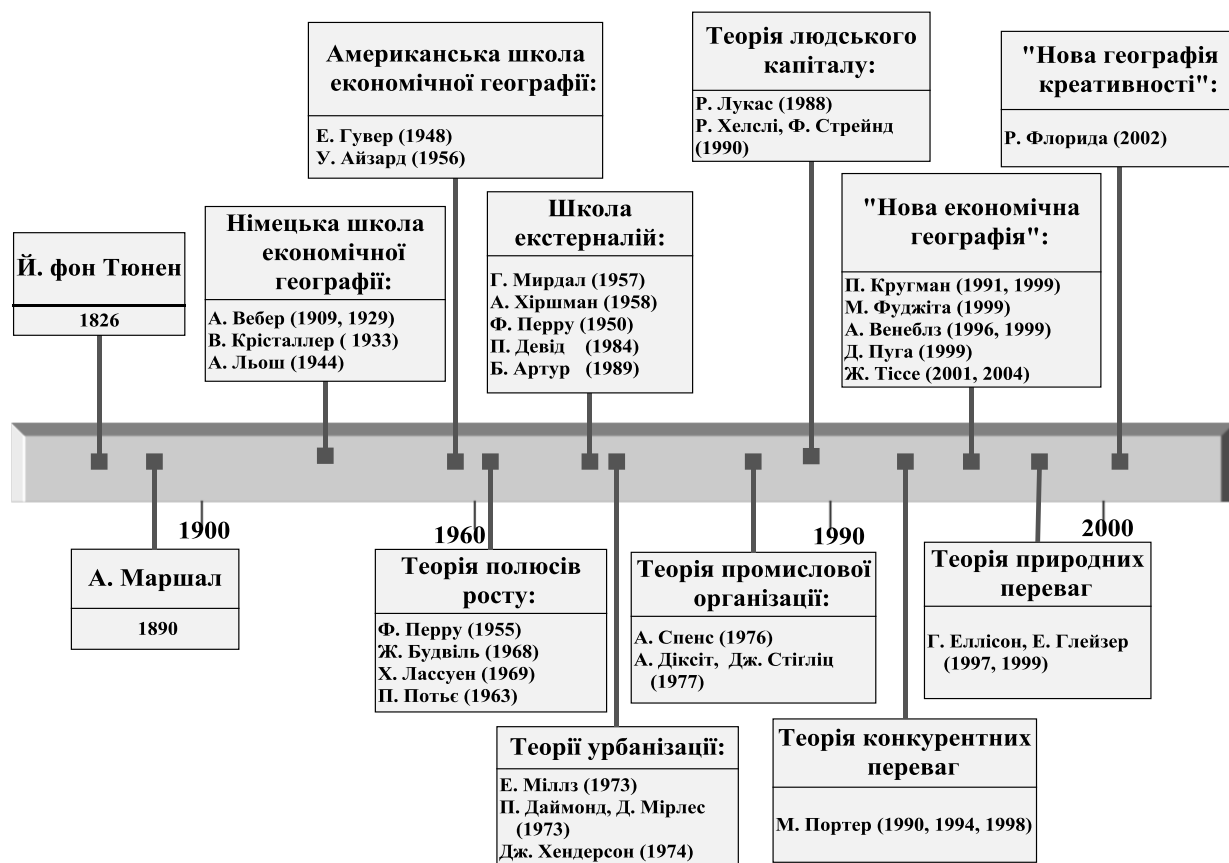 Американська школа
економічної географії:
Е. Гувер (1948)
У. Айзард (1956)
Теорія людського
капіталу:
Р. Лукас (1988)
Р. Хелслі, Ф. Стрейнд
(1990)
"Нова географія
креативності":
Р. Флорида (2002)
Й. фон Тюнен
1826
Німецька школа
економічної
географії:
А. Вебер (1909, 1929)
В. Крісталлер ( 1933)
А. Льош (1944)
Школа
екстерналій:
Г. Мирдал (1957)
А. Хіршман (1958)
Ф. Перру (1950)
П. Девід (1984)
Б. Артур (1989)
"Нова економічна
географія":
П. Кругман (1991, 1999)
М. Фуджіта (1999)
А. Венеблз (1996, 1999)
Д. Пуга (1999)
Ж. Тіссе (2001, 2004)
1900
1960
1990
2000
А. Маршал
1890
Теорія полюсів
росту:
Ф. Перру (1955)
Ж. Будвіль (1968)
Х. Лассуен (1969)
П. Потьє (1963)
Теорія промислової
організації:
А. Спенс (1976)
А. Діксіт, Дж. Стігліц
(1977)
Теорія природних
переваг
Г. Еллісон, Е. Глейзер
(1997, 1999)
Теорії урбанізації:
Е. Міллз (1973)
П. Даймонд, Д. Мірлес
(1973)
Дж. Хендерсон (1974)
Теорія конкурентних
переваг
М. Портер (1990, 1994, 1998)